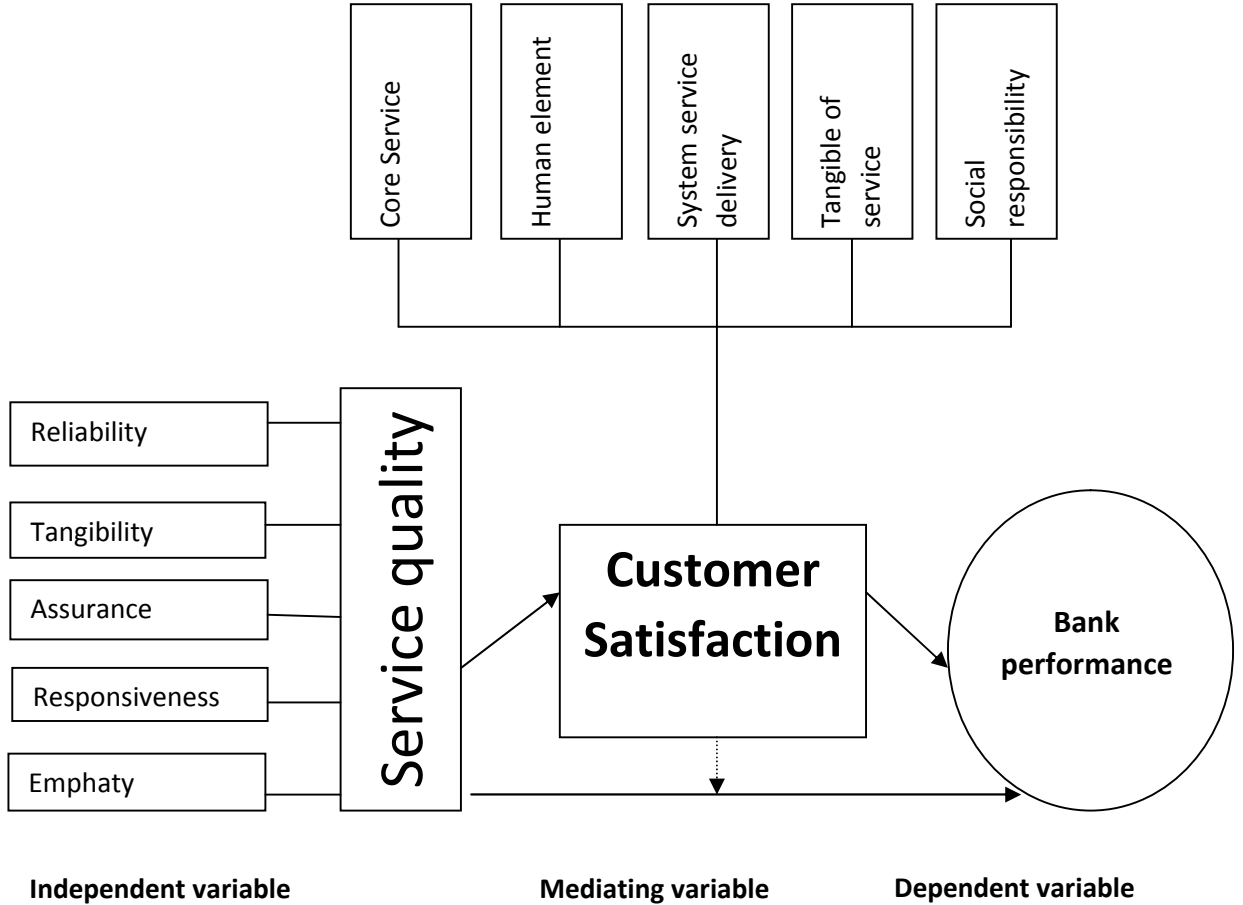 Core Service
Human element
System service
delivery
Tangible of
service
Social
responsibility
Reliability
Tangibility
Assurance
Responsiveness
Emphaty
Service quality
Customer
Satisfaction
Bank
performance
Independent variable
Mediating variable
Dependent variable